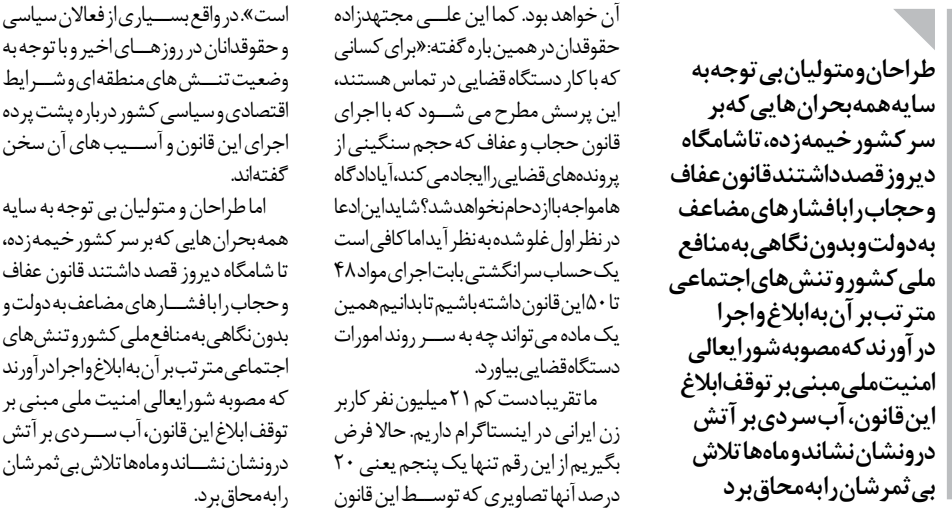 طراحان و متولیان بی توجه به
سایه همه بحران هایی که بر
سر کشور خیمه زده، تا شامگاه
دیروز قصد داشتند قانون عفاف
و حجاب را با فشارهای مضاعف
به دولت و بدون نگاهی به منافع
ملی کشور و تنش های اجتماعی
مترتب بر آن به ابلاغ و اجرا
در آورند که مصوبه شورایعالی
امنیت ملی مبنی بر توقف ابلاغ
این قانون، آب سردی بر آتش
درونشان نشاند و ماه ها تلاش
بی ثمرشان را به محاق برد
آن خواهد بود. کما این علی مجتهدزاده
حقوقدان در همین باره گفته: «برای کسانی
که با کار دستگاه قضایی در تماس هستند،
این پرسش مطرح می شود که با اجرای
قانون حجاب و عفاف که حجم سنگینی از
پرونده‌های قضایی را ایجاد می کند، آیا دادگاه
ها مواجه با ازدحام نخواهد شد؟ شاید این ادعا
در نظر اول غلو شده به نظر آید اما کافی است
یک حساب سرانگشتی بابت اجرای مواد ۴۸
تا ۵۰ این قانون داشته باشیم تا بدانیم همین
یک ماده می تواند چه به سر روند امورات
دستگاه قضایی بیاورد.
ما تقریبا دست کم ۲۱ میلیون نفر کاربر
زن ایرانی در اینستاگرام داریم. حالا فرض
بگیریم از این رقم تنها یک پنجم یعنی ۲۰
درصد آنها تصاویری که توسط این قانون
است». در واقع بسیاری از فعالان سیاسی
و حقوقدانان در روزهای اخیر و با توجه به
وضعیت تنش های منطقه ای و شرایط
اقتصادی و سیاسی کشور درباره پشت پرده
اجرای این قانون و آسیب های آن سخن
گفته‌اند.
اما طراحان و متولیان بی توجه به سایه
همه بحران هایی که بر سر کشور خیمه زده،
تا شامگاه دیروز قصد داشتند قانون عفاف
و حجاب را با فشارهای مضاعف به دولت و
بدون نگاهی به منافع ملی کشور و تنش های
اجتماعی مترتب بر آن به ابلاغ و اجرا در آورند
که مصوبه شورایعالی امنیت ملی مبنی بر
توقف ابلاغ این قانون، آب سردی بر آتش
درونشان نشاند و ماه ها تلاش بی ثمرشان
را به محاق برد.